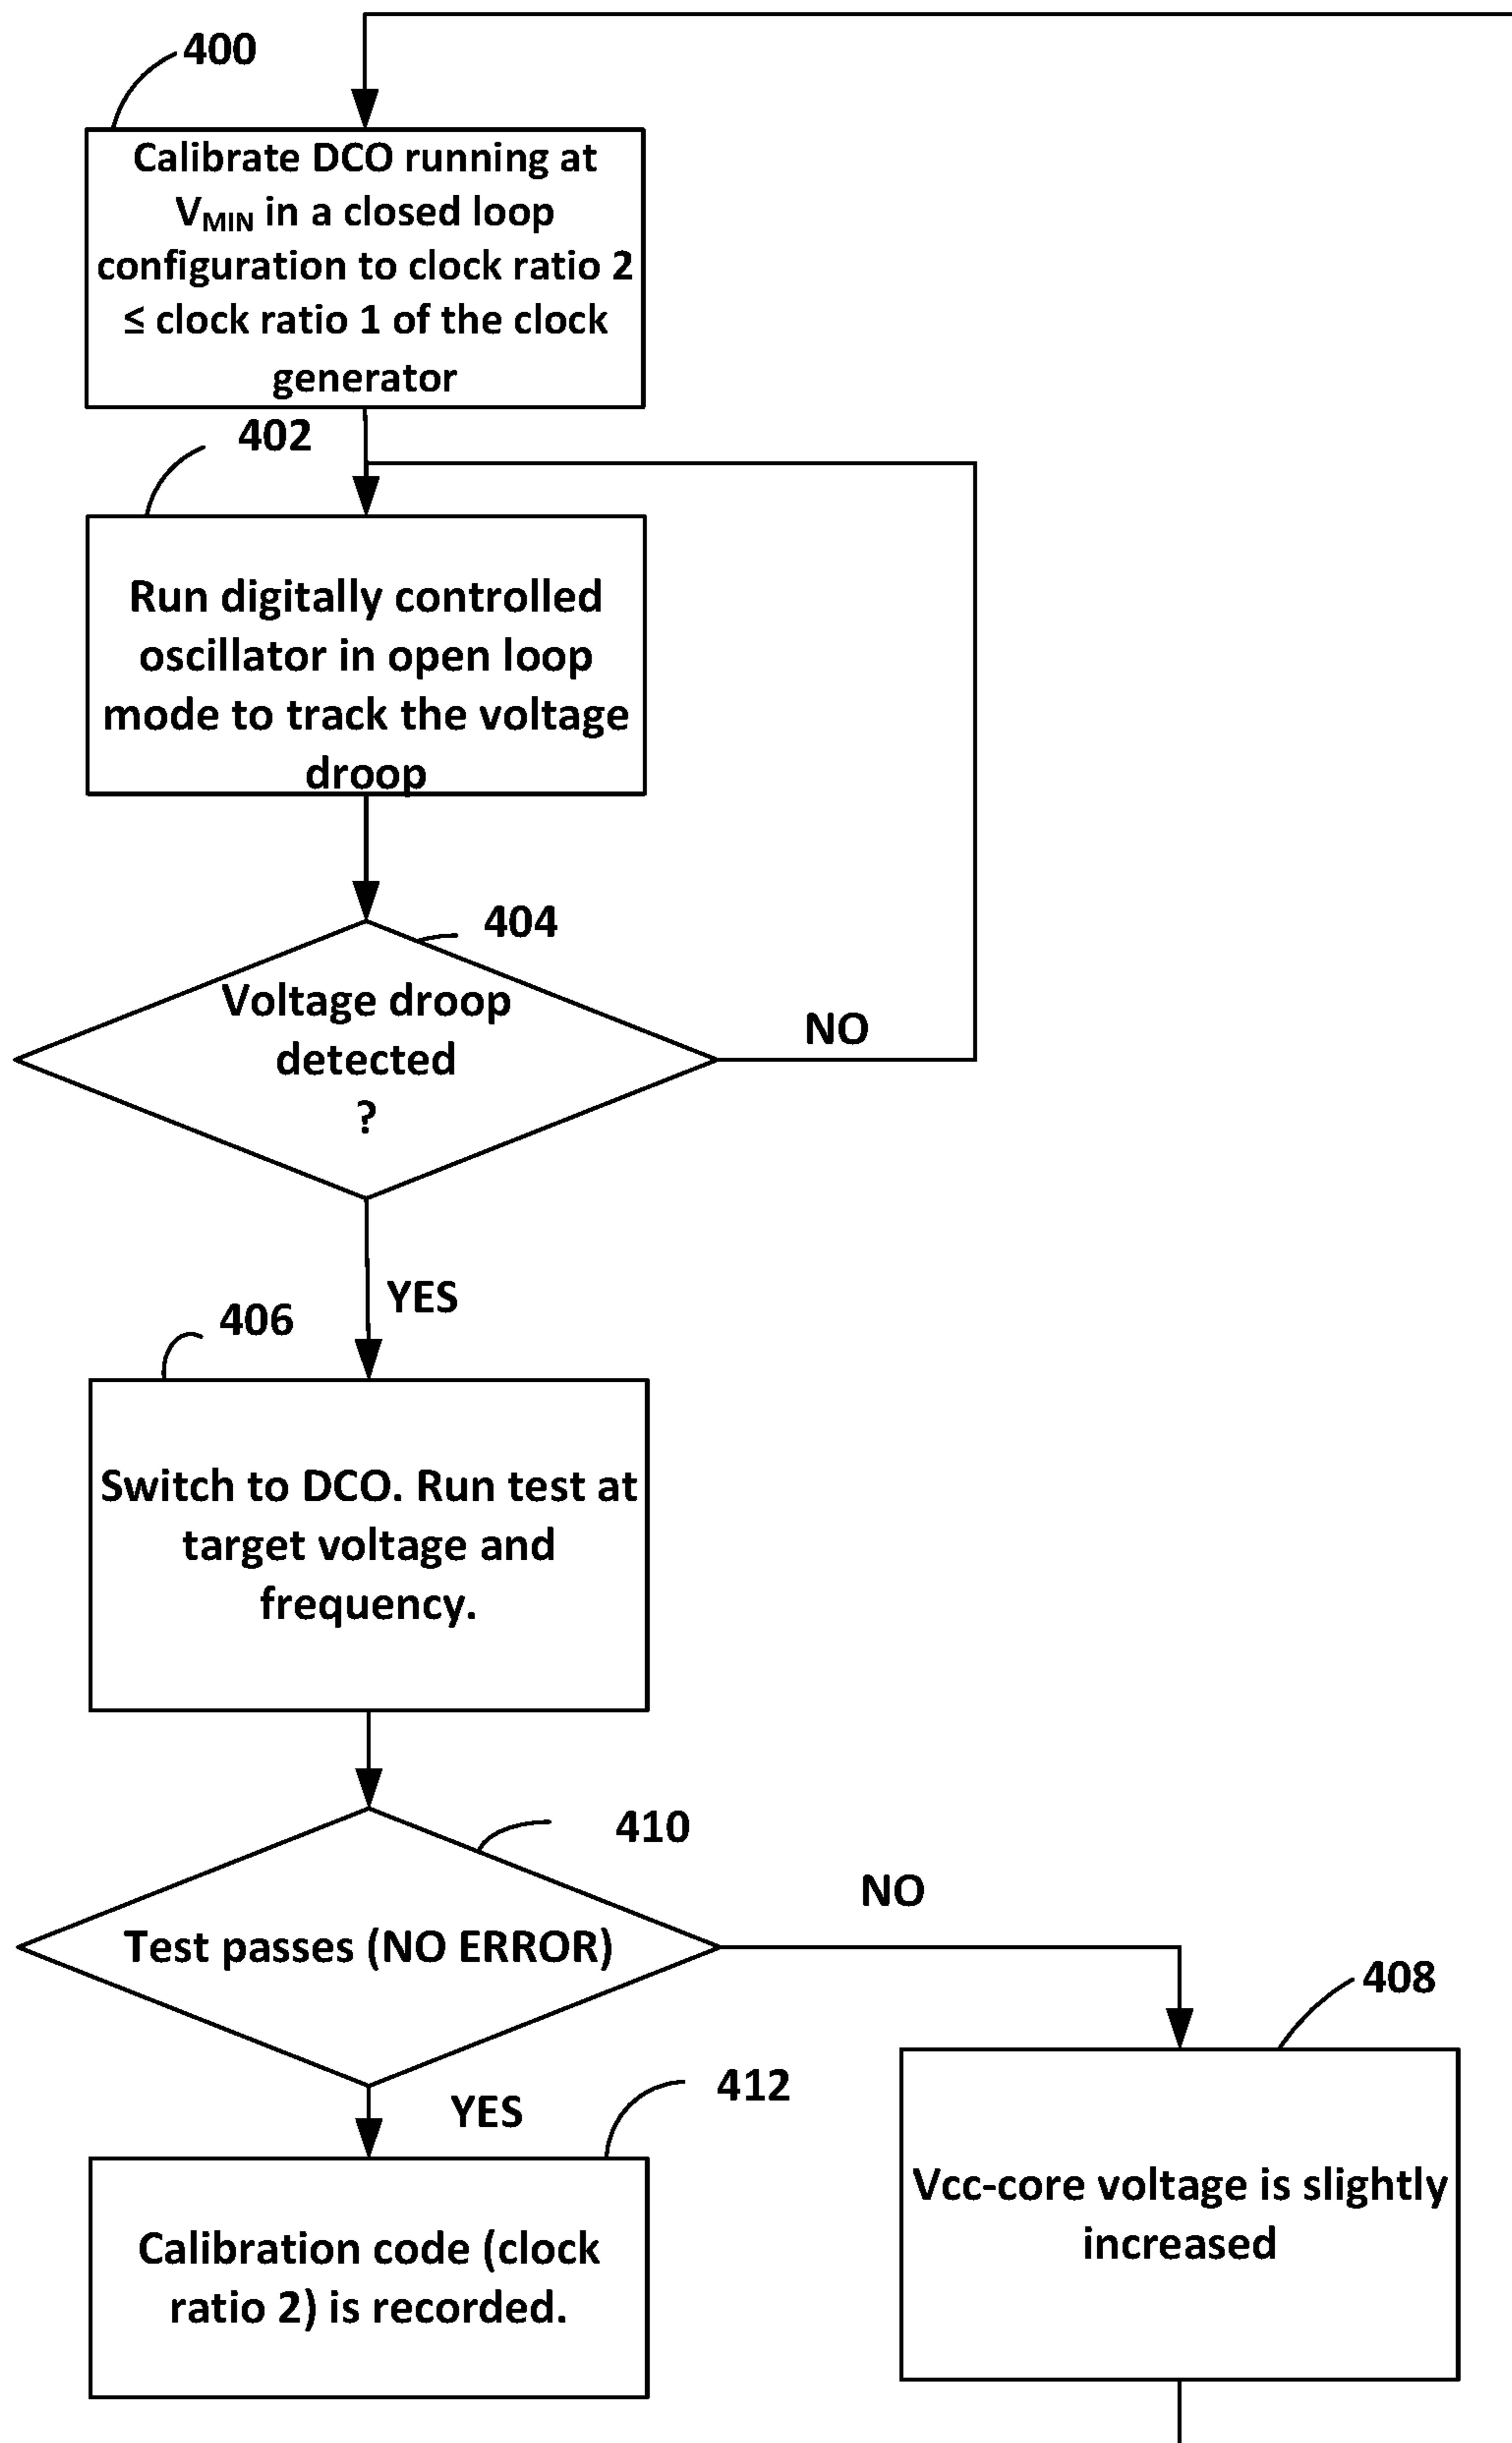 400
Calibrate DCO running at
VMIN in a closed loop
configuration to clock ratio 2
≤ clock ratio 1 of the clock
generator
402
Run digitally controlled
oscillator in open loop
mode to track the voltage
droop
404
Voltage droop
detected
?
NO
YES
406
Switch to DCO. Run test at
target voltage and
frequency.
410
NO
Test passes (NO ERROR)
408
YES
412
Vcc-core voltage is slightly
increased
Calibration code (clock
ratio 2) is recorded.